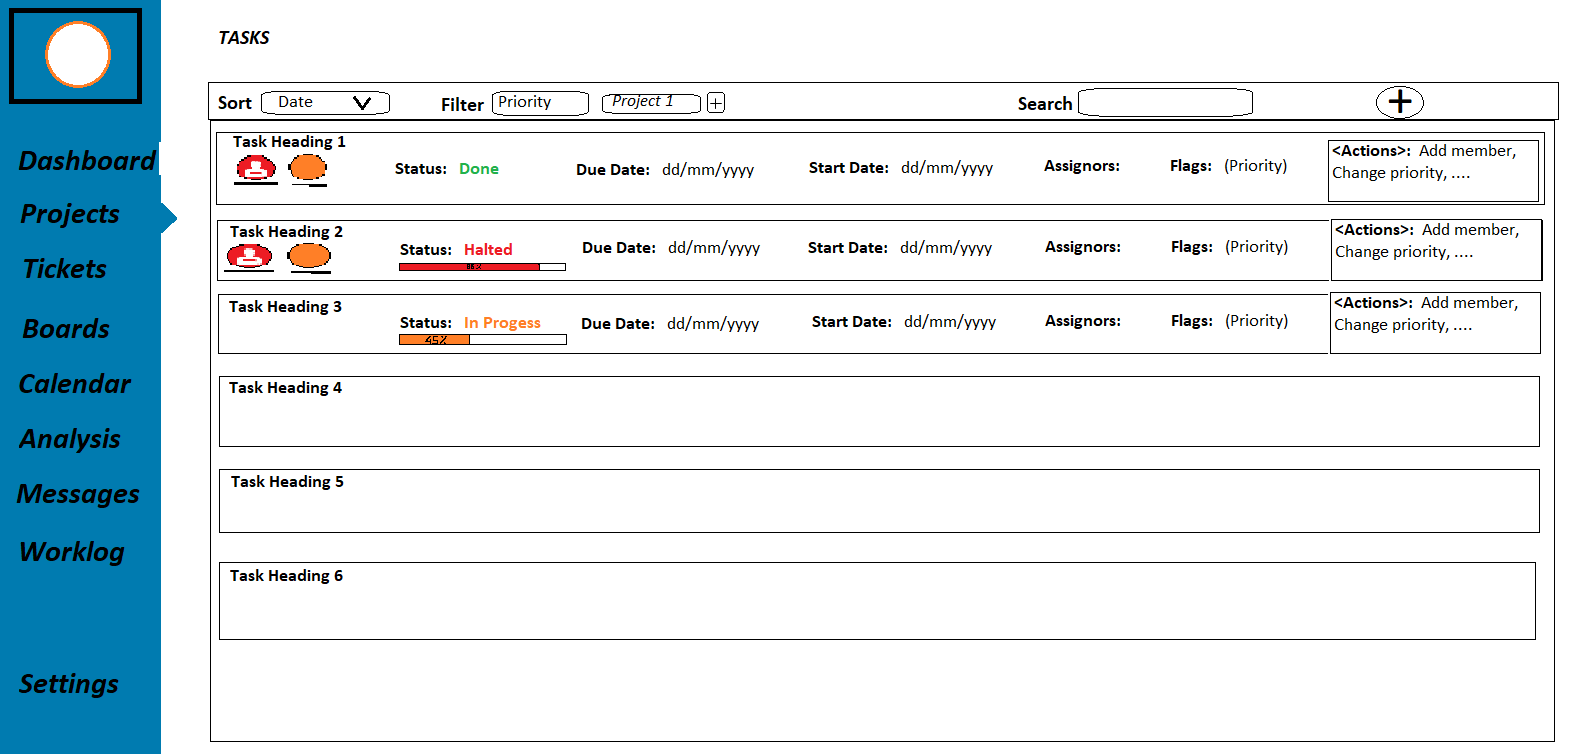 TASKS
Sort Date Filter Priority Project 1 + Search +
Dashboard
Projects
Tickets
Boards
Calendar
Analysis
Messages
Worklog
Settings
Task Heading 1
Status: Done Due Date: dd/mm/yyyy Start Date: dd/mm/yyyy Assignors: Flags: (Priority)
<Actions>: Add member,
Change priority, ....
Task Heading 2
Status: Halted Due Date: dd/mm/yyyy Start Date: dd/mm/yyyy Assignors: Flags: (Priority)
<Actions>: Add member,
Change priority, ....
Task Heading 3
Status: In Progess Due Date: dd/mm/yyyy Start Date: dd/mm/yyyy Assignors: Flags: (Priority)
45%
<Actions>: Add member,
Change priority, ....
Task Heading 4
Task Heading 5
Task Heading 6